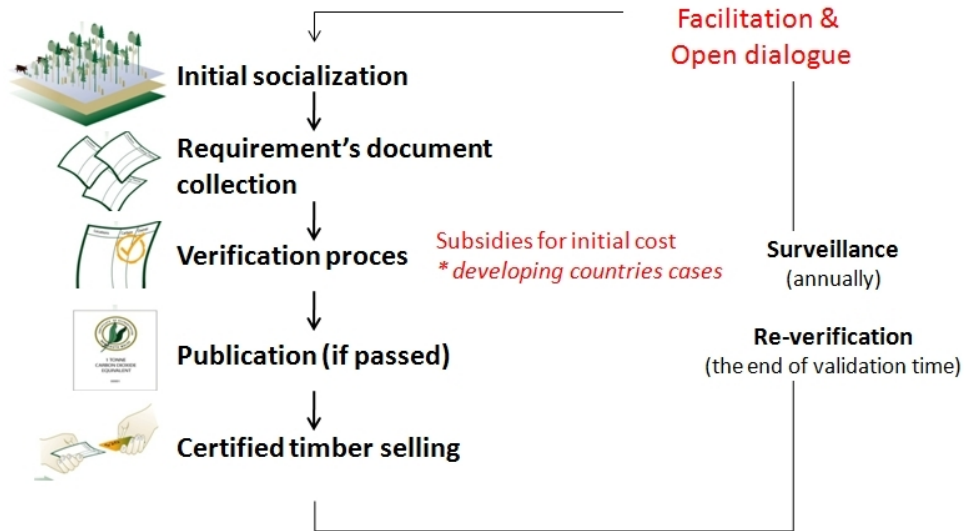 Facilitation &
Open dialogue
Initial socialization
Requirement's document
collection
Verification proces
Subsidies for initial cost
* developing countries cases
Surveillance
(annually)
Re-verification
(the end of validation time)
Publication (if passed)
1 TONNE
CARBON DIOXIDE
EQUIVALENT
Certified timber selling